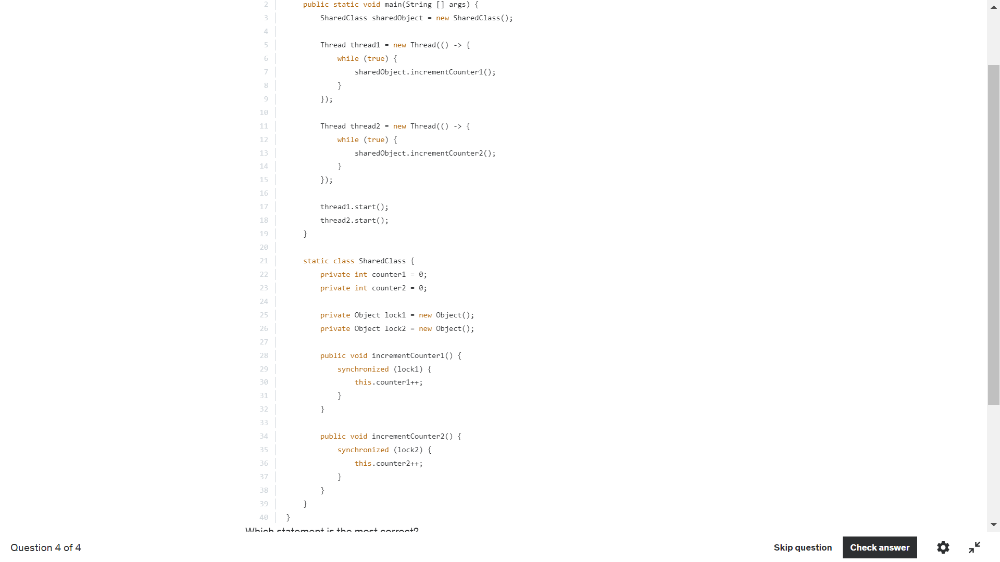 2 public static void main(String [] args) {
3 SharedClass sharedObject = new SharedClass();
4
5 Thread thread1 = new Thread(() -> {
6 while (true) {
7 sharedObject.incrementCounter1();
8 }
9 });
10
11 Thread thread2 = new Thread(() -> {
12 while (true) {
13 sharedObject.incrementCounter2();
14 }
15 });
16
17 thread1.start();
18 thread2.start();
19 }
20
21 static class SharedClass {
22 private int counter1 = 0;
23 private int counter2 = 0;
24
25 private Object lock1 = new Object();
26 private Object lock2 = new Object();
27
28 public void incrementCounter1() {
29 synchronized (lock1) {
30 this.counter1++;
31 }
32 }
33
34 public void incrementCounter2() {
35 synchronized (lock2) {
36 this.counter2++;
37 }
38 }
39 }
40 }
Which statement is the most correct?
Question 4 of 4
Skip question
Check answer